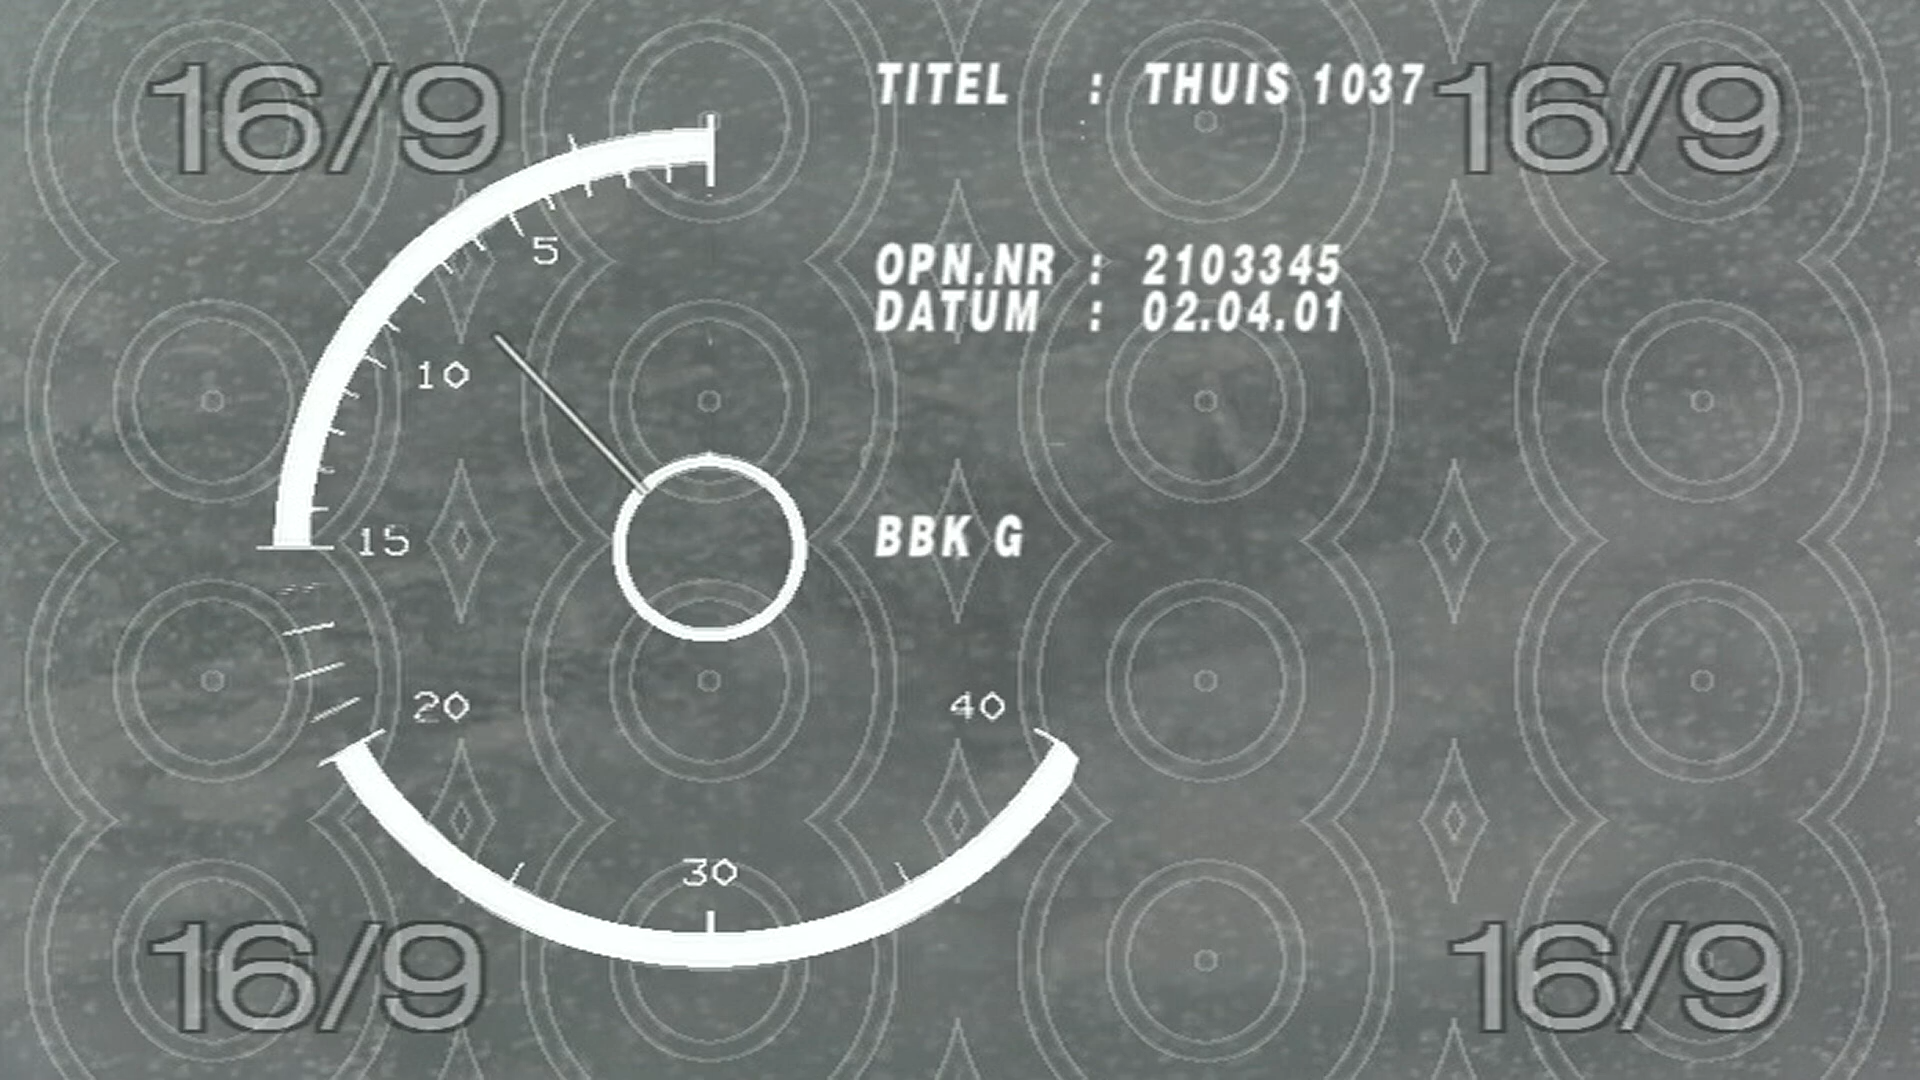 16/9 16/9
TITEL : THUIS 1037
OPN.NR : 2103345
DATUM : 02.04.01
5
10
BBK G
15
20 40
30
16/9 16/9